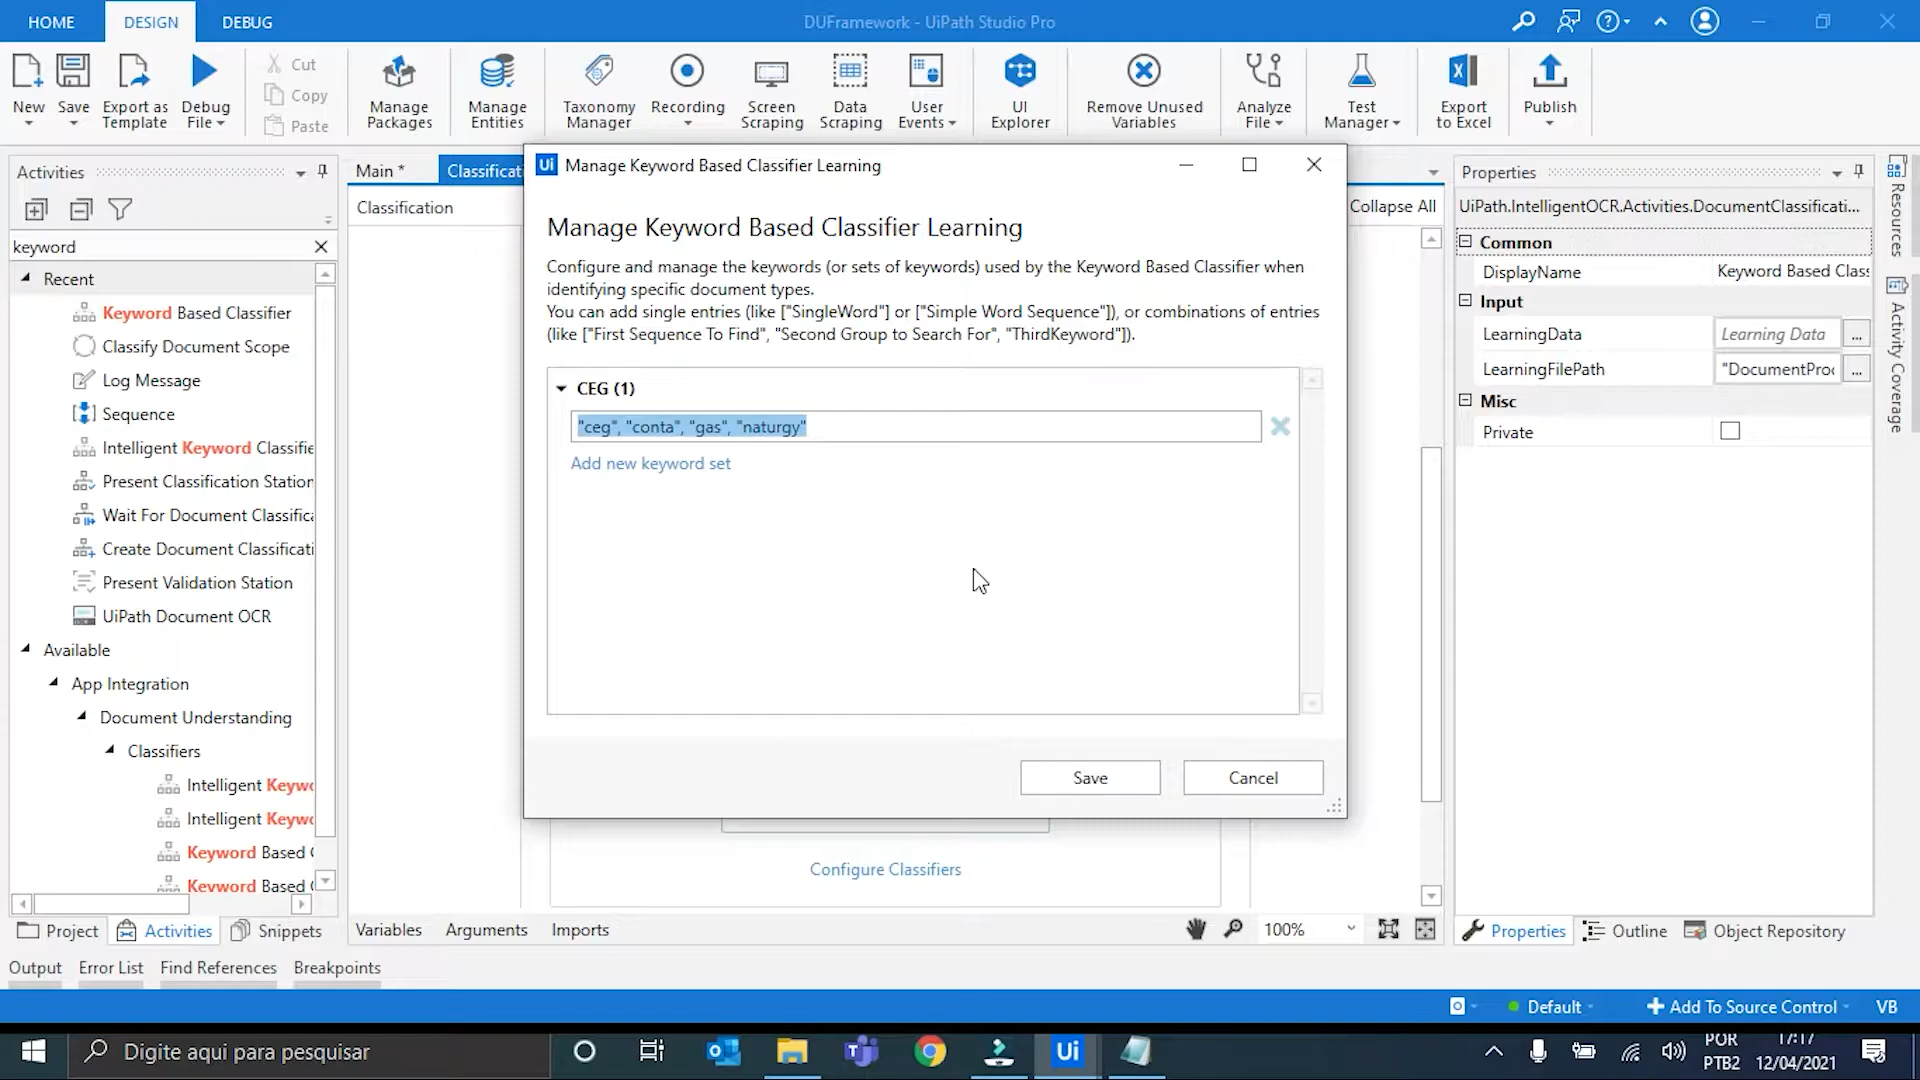 HOME DESIGN DEBUG DUFramework - UiPath Studio Pro
New Save Export as Template Debug File Cut Copy Paste
Manage Packages Manage Entities Taxonomy Manager Recording Screen Scraping Data Scraping User Events UI Explorer Remove Unused Variables Analyze File Test Manager Export to Excel Publish
Activities
keyword
Recent
Keyword Based Classifier
Classify Document Scope
Log Message
Sequence
Intelligent Keyword Classifie
Present Classification Station
Wait For Document Classifica
Create Document Classificati
Present Validation Station
UiPath Document OCR
Available
App Integration
Document Understanding
Classifiers
Intelligent Keywo
Intelligent Keywo
Keyword Based
Keyword Based
Project Activities Snippets
Main * Classificat
Classification Collapse All
Ui Manage Keyword Based Classifier Learning
Manage Keyword Based Classifier Learning
Configure and manage the keywords (or sets of keywords) used by the Keyword Based Classifier when
identifying specific document types.
You can add single entries (like ["SingleWord"] or ["Simple Word Sequence"]), or combinations of entries
(like ["First Sequence To Find", "Second Group to Search For", "ThirdKeyword"]).
CEG (1)
"ceg", "conta", "gas", "naturgy"
Add new keyword set
Save Cancel
Configure Classifiers
Variables Arguments Imports 100%
Properties
UiPath.IntelligentOCR.Activities.DocumentClassificati...
Common
DisplayName Keyword Based Clas
Input
LearningData Learning Data ...
LearningFilePath "DocumentProc ...
Misc
Private
Properties Outline Object Repository
Resources
Activity Coverage
Output Error List Find References Breakpoints
Default Add To Source Control VB
Digite aqui para pesquisar Ui
POR 17:17
PTB2 12/04/2021